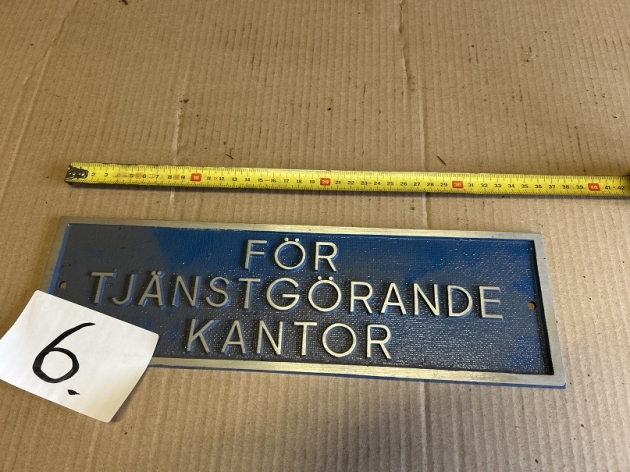 FÖR
TJÄNSTGÖRANDE
KANTOR
6.